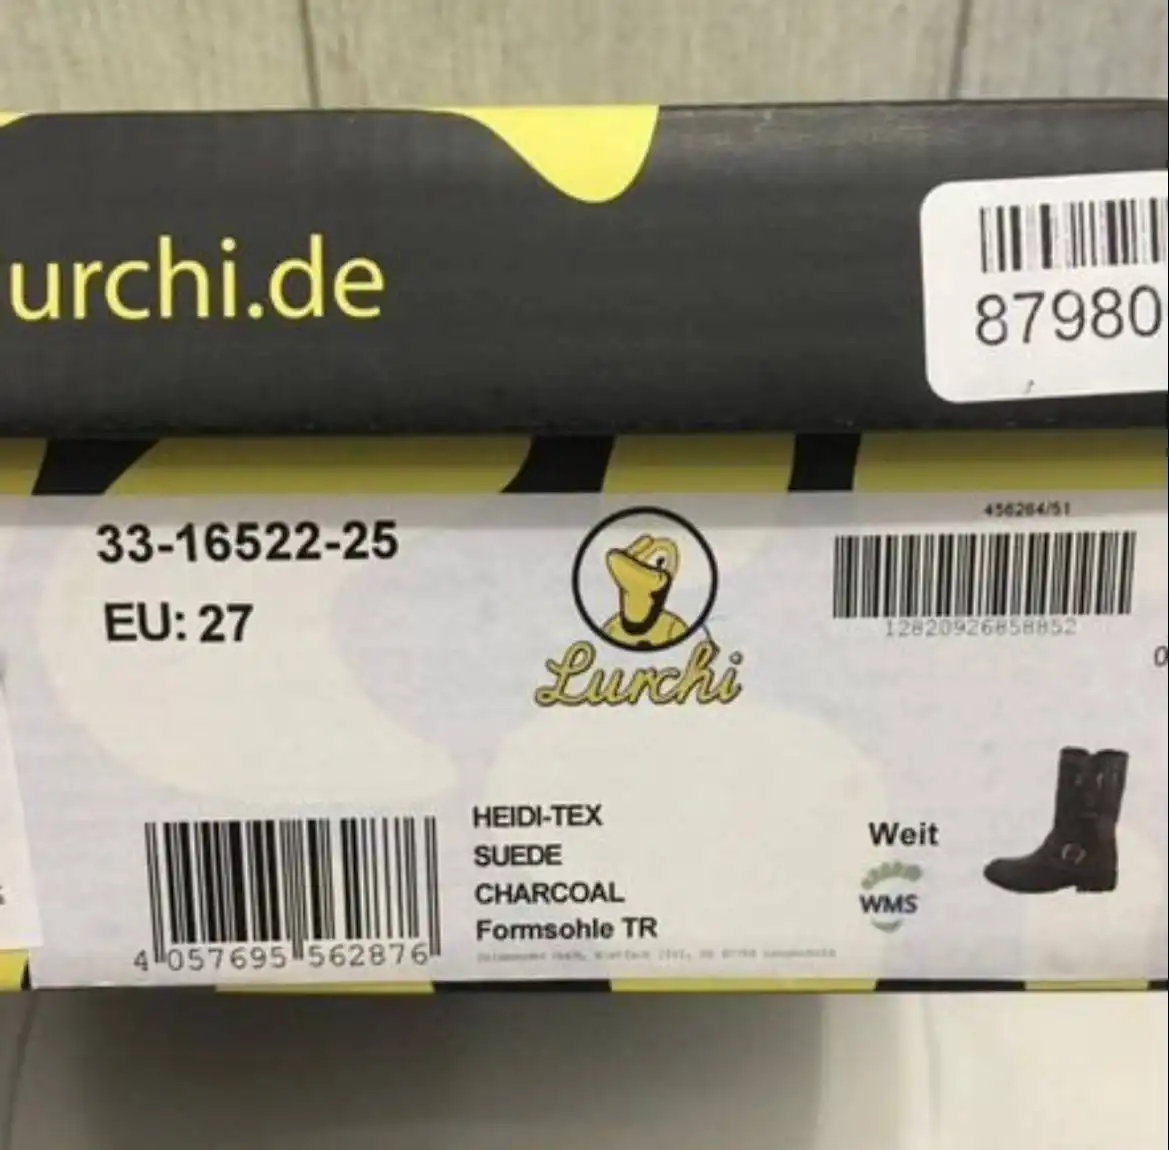 urchi.de
87980
33-16522-25
EU: 27
Lurchi
456264/51
12820926858852
HEIDI-TEX
SUEDE
CHARCOAL
Formsohle TR
Weit
WMS
4 057695 562876